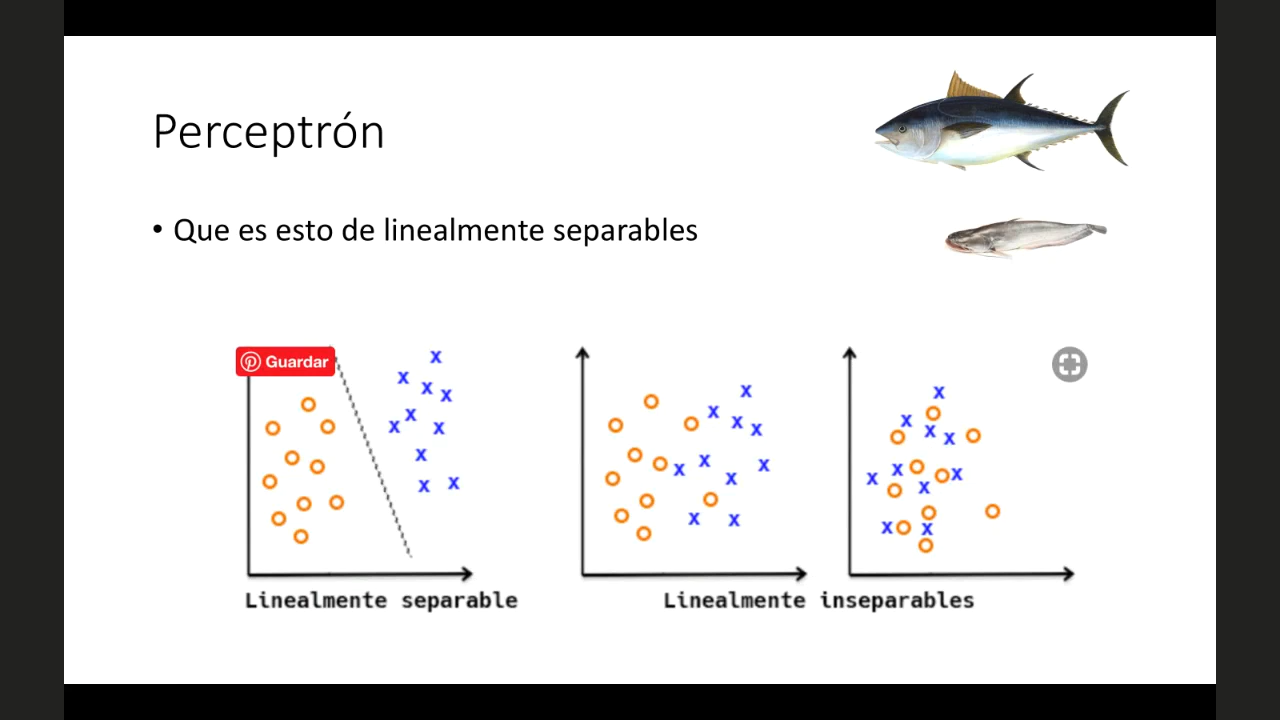 Perceptrón
• Que es esto de linealmente separables
Guardar
Linealmente separable
Linealmente inseparables